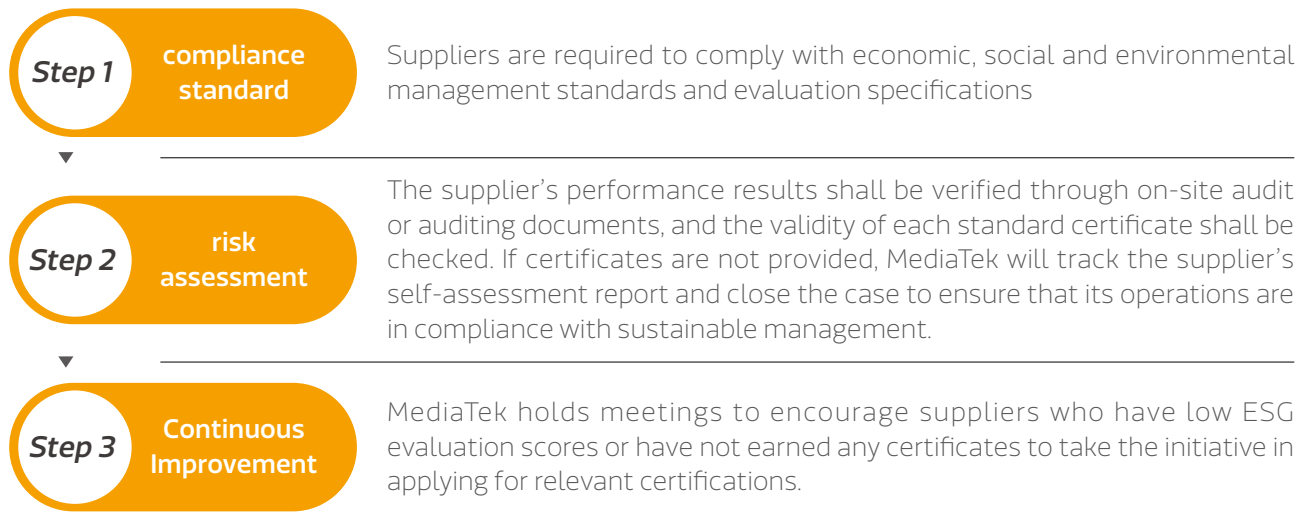 Step 1
compliance
standard
Suppliers are required to comply with economic, social and environmental
management standards and evaluation specifications
Step 2
risk
assessment
The supplier's performance results shall be verified through on-site audit
or auditing documents, and the validity of each standard certificate shall be
checked. If certificates are not provided, MediaTek will track the supplier's
self-assessment report and close the case to ensure that its operations are
in compliance with sustainable management.
Step 3
Continuous
Improvement
MediaTek holds meetings to encourage suppliers who have low ESG
evaluation scores or have not earned any certificates to take the initiative in
applying for relevant certifications.